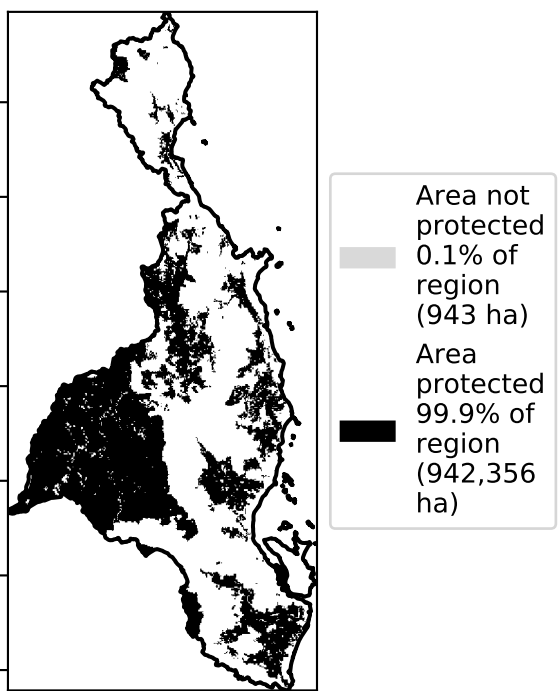 Area not
protected
0.1% of
region
(943 ha)
Area
protected
99.9% of
region
(942,356
ha)